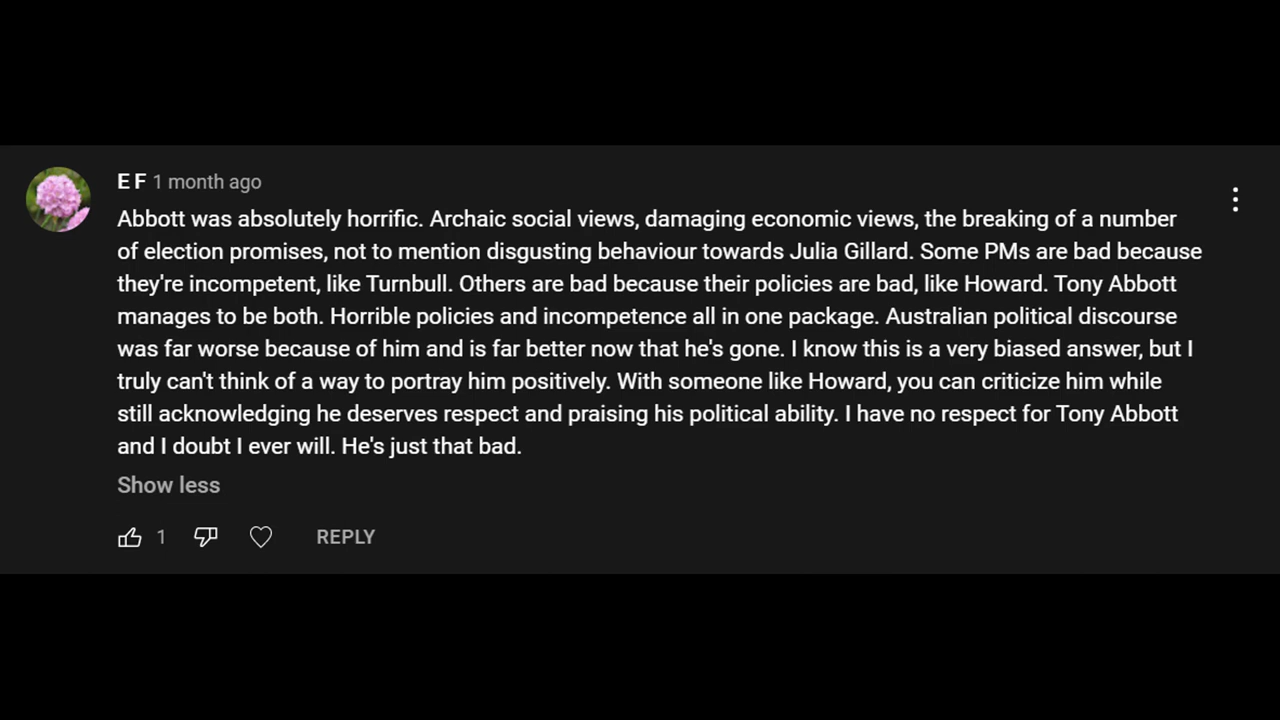 E F 1 month ago
Abbott was absolutely horrific. Archaic social views, damaging economic views, the breaking of a number
of election promises, not to mention disgusting behaviour towards Julia Gillard. Some PMs are bad because
they're incompetent, like Turnbull. Others are bad because their policies are bad, like Howard. Tony Abbott
manages to be both. Horrible policies and incompetence all in one package. Australian political discourse
was far worse because of him and is far better now that he's gone. I know this is a very biased answer, but I
truly can't think of a way to portray him positively. With someone like Howard, you can criticize him while
still acknowledging he deserves respect and praising his political ability. I have no respect for Tony Abbott
and I doubt I ever will. He's just that bad.
Show less
1
REPLY